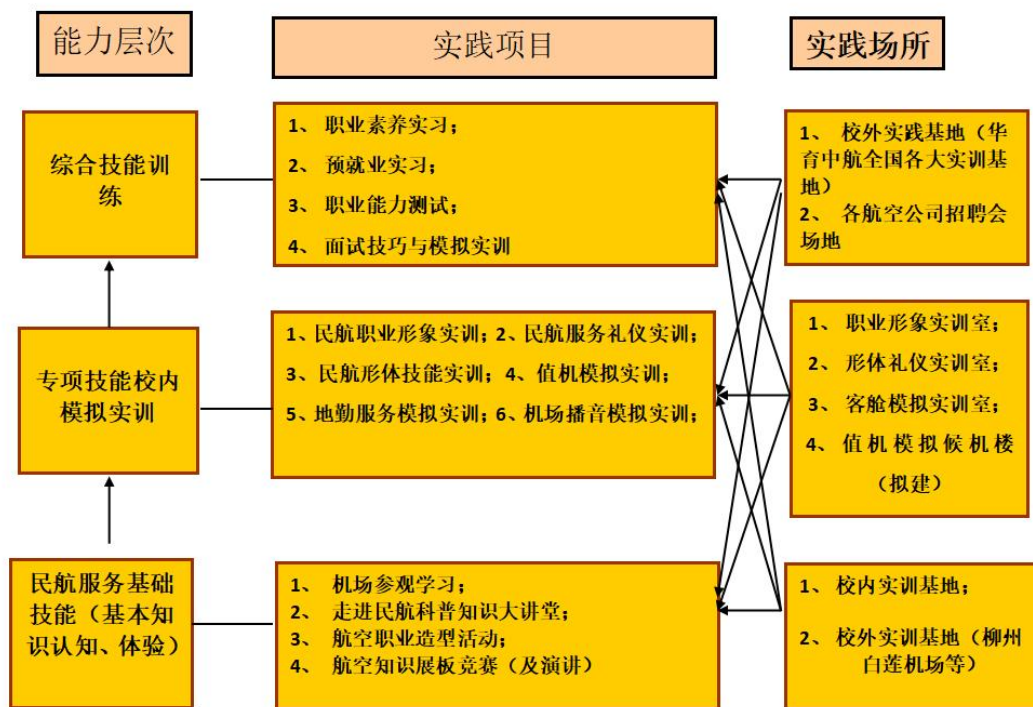 能力层次
实践项目
实践场所
综合技能训
练
1、 职业素养实习；
2、 预就业实习；
3、 职业能力测试；
4、 面试技巧与模拟实训
1、 校外实践基地（华
育中航全国各大实训基
地）
2、 各航空公司招聘会
场地
专项技能校内
模拟实训
1、民航职业形象实训；2、民航服务礼仪实训；
3、民航形体技能实训；4、值机模拟实训；
5、地勤服务模拟实训；6、机场播音模拟实训；
1、 职业形象实训室；
2、 形体礼仪实训室；
3、 客舱模拟实训室；
4、 值机模拟候机楼
（拟建）
民航服务基础
技能（基本知
识认知、体验）
1、 机场参观学习；
2、 走进民航科普知识大讲堂；
3、 航空职业造型活动；
4、 航空知识展板竞赛（及演讲）
1、 校内实训基地；
2、 校外实训基地（柳州
白莲机场等）